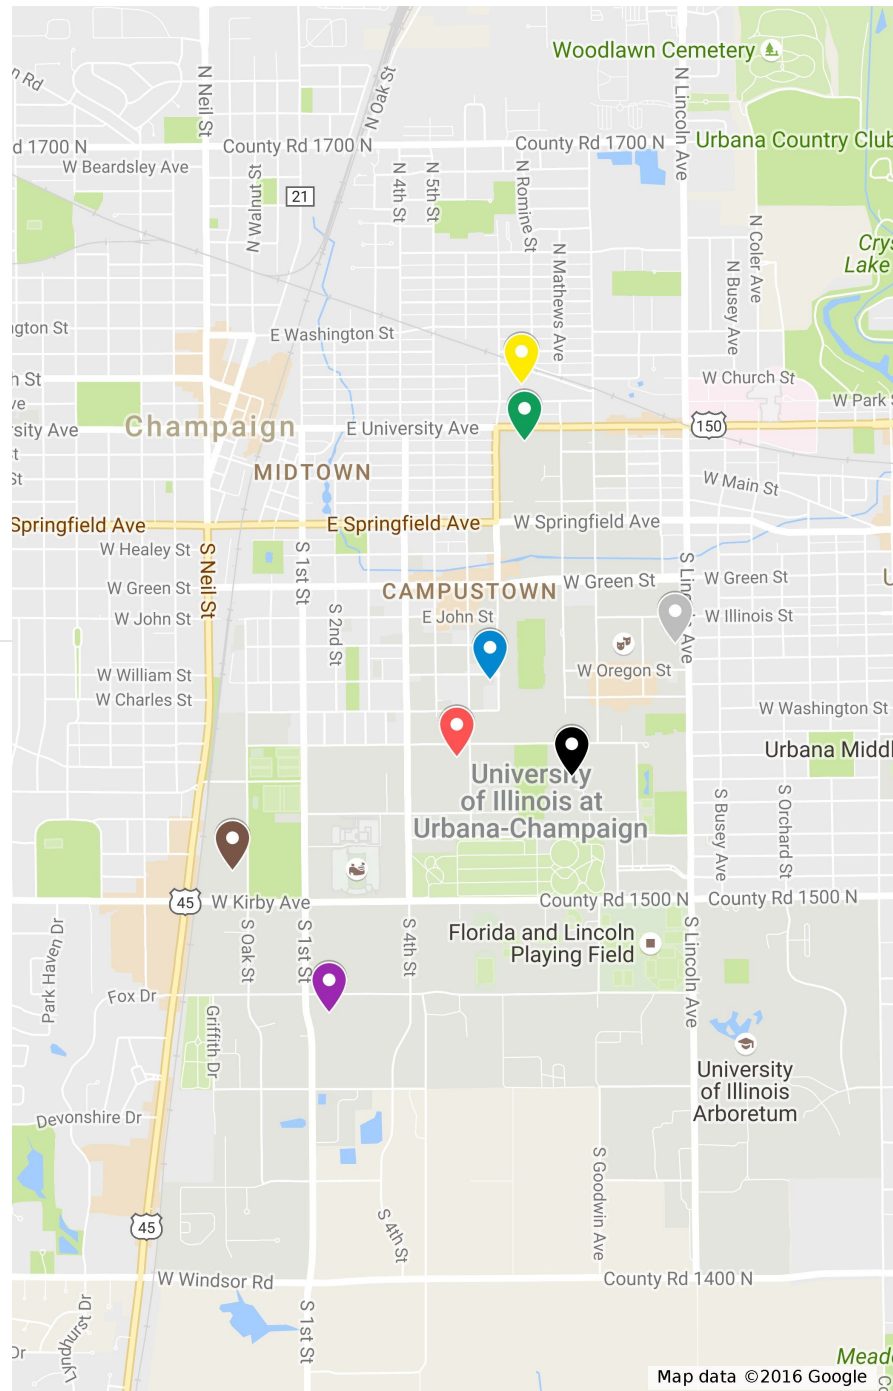 Woodlawn Cemetery
n Rd
N Neil St
N Oak St
N Lincoln Ave
d 1700 N
County Rd 1700 N
County Rd 1700 N
Urbana Country Club
W Beardsley Ave
N Walnut St
21
N 4th St
N 5th St
N Romine St
N Mathews Ave
N Coler Ave
N Busey Ave
Crys
Lake
gton St
E Washington St
h St
W Church St
ve
W Park S
Champaign
sity Ave
E University Ave
150
t
St
MIDTOWN
W Main St
Springfield Ave
E Springfield Ave
W Springfield Ave
W Healey St
S Neil St
S 1st St
W Green St
CAMPUSTOWN
W Green St
S Lincoln Ave
W Green St
U
W John St
S 2nd St
E John St
W Illinois St
W William St
W Oregon St
W Charles St
W Washington St
Urbana Middl
University
of Illinois at
Urbana-Champaign
S Busey Ave
S Orchard St
45
W Kirby Ave
County Rd 1500 N
County Rd 1500 N
Park Haven Dr
S Oak St
S 1st St
S 4th St
Florida and Lincoln
Playing Field
S Lincoln Ave
Fox Dr
Griffith Dr
University
of Illinois
Arboretum
Devonshire Dr
S Goodwin Ave
45
S 4th St
W Windsor Rd
County Rd 1400 N
Lyndhurst Dr
S 1st St
Dr
Mead
Co
Map data ©2016 Google